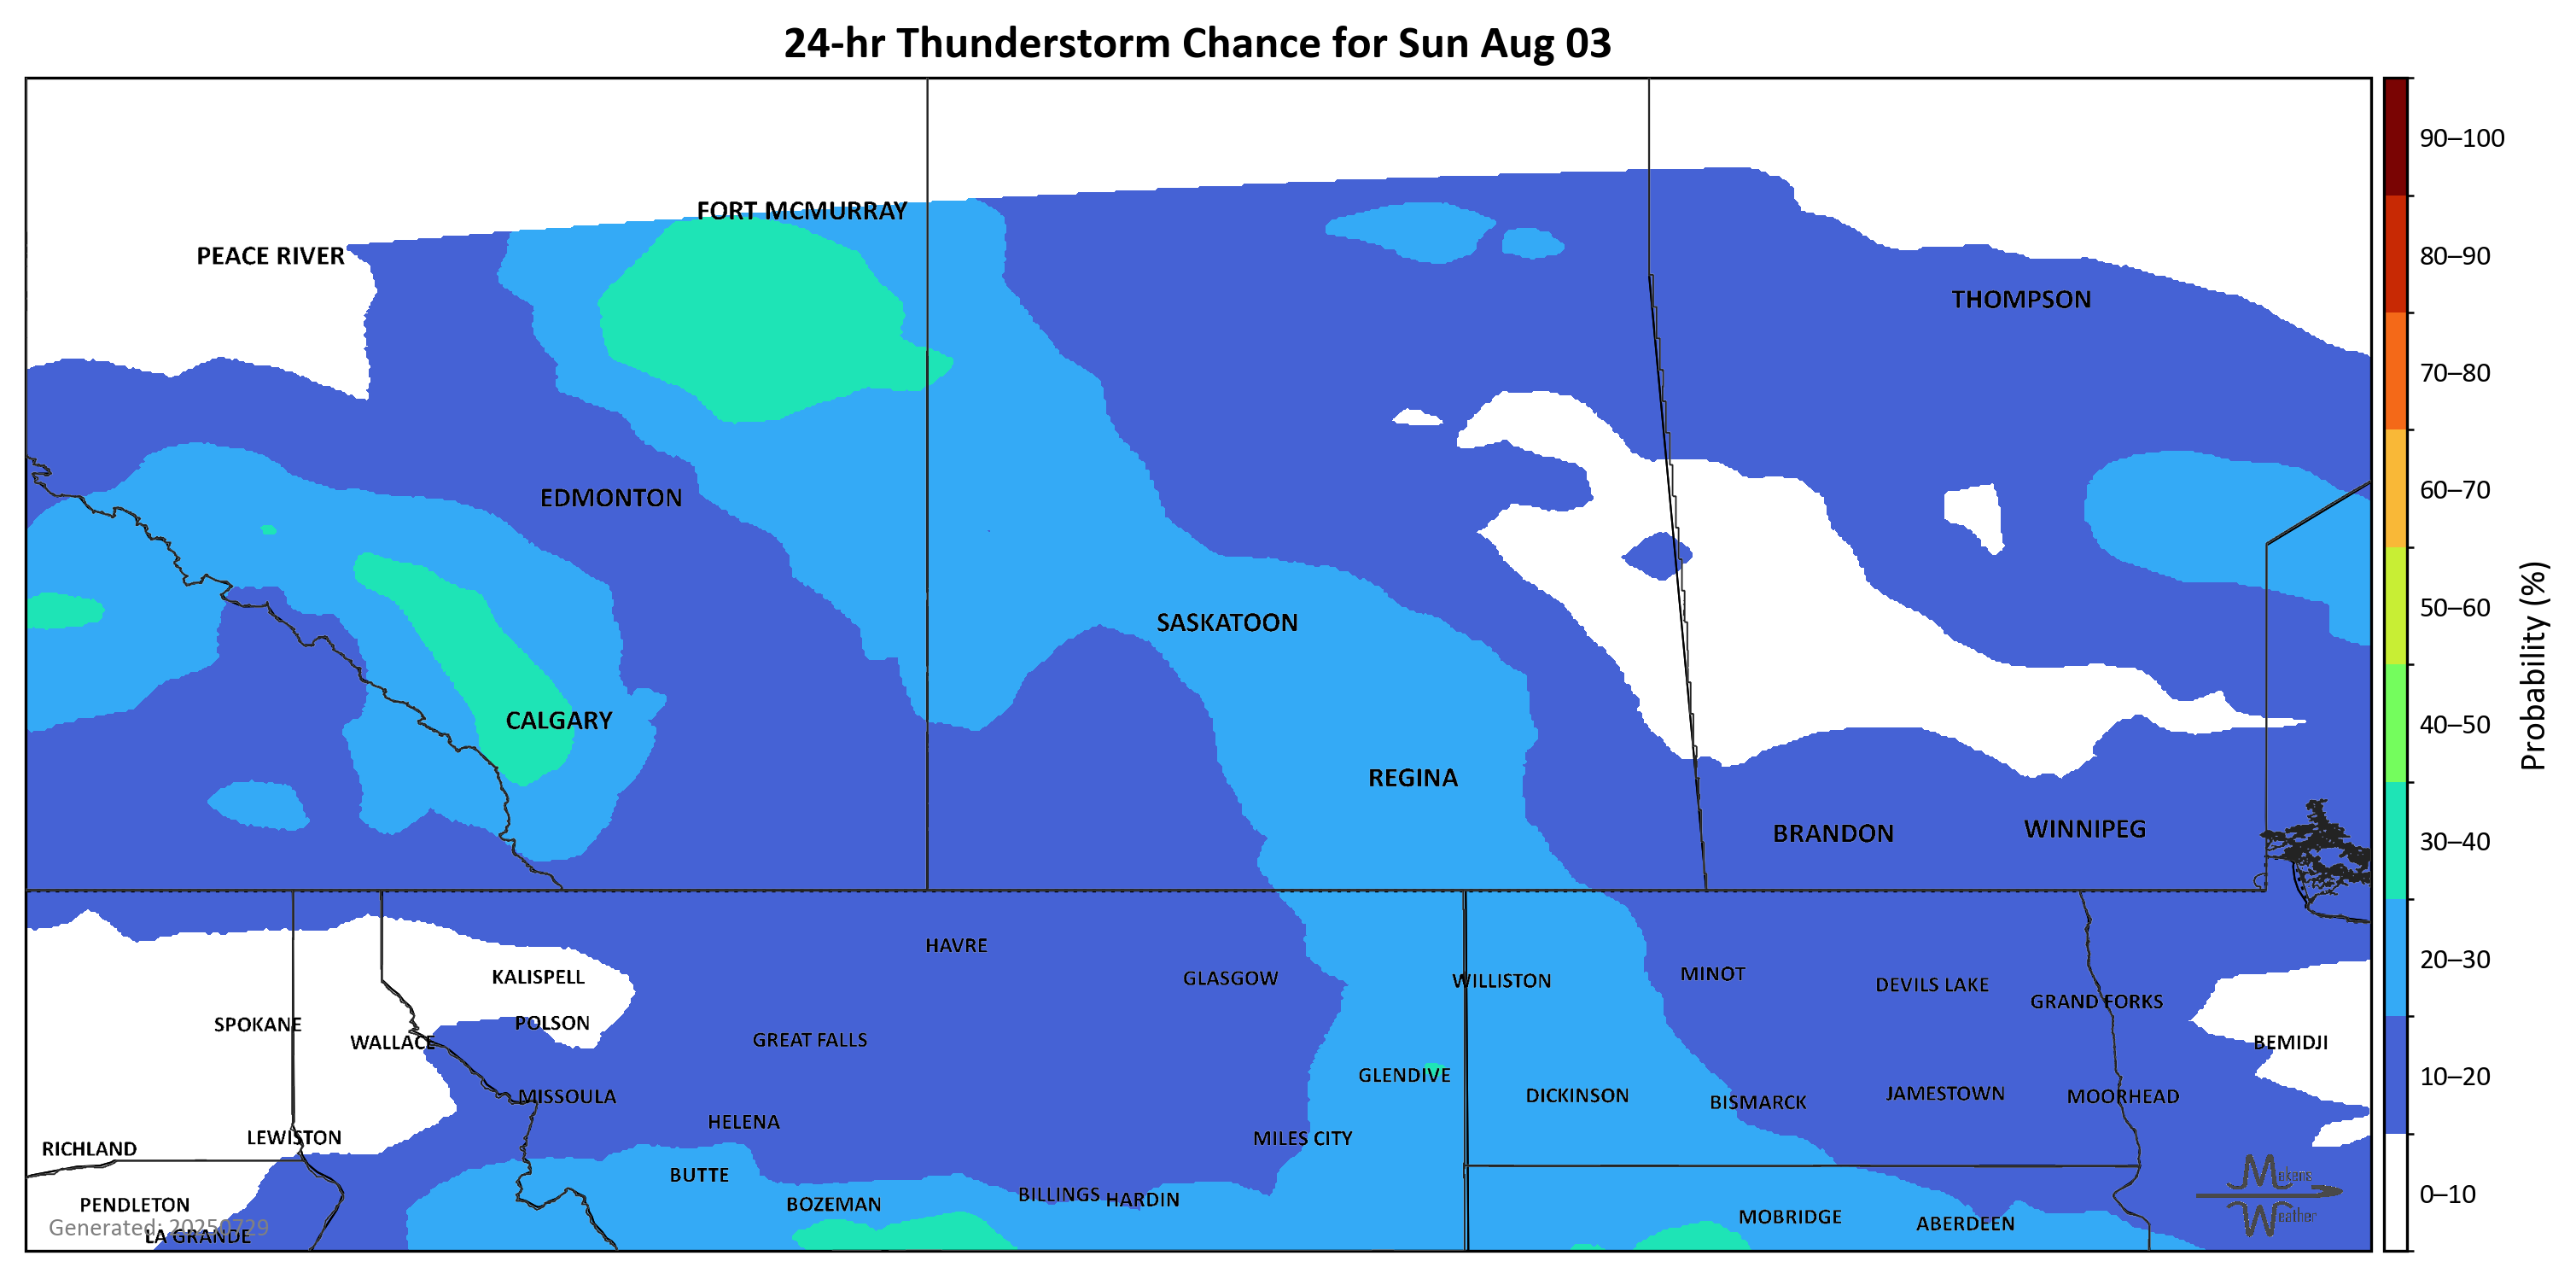 24-hr Thunderstorm Chance for Sun Aug 03
90–100
FORT MCMURRAY
PEACE RIVER
80–90
THOMPSON
70–80
EDMONTON
60–70
50–60
SASKATOON
Probability (%)
CALGARY
40–50
REGINA
BRANDON
WINNIPEG
30–40
HAVRE
KALISPELL
GLASGOW
WILLISTON
MINOT
DEVILS LAKE
20–30
GRAND FORKS
SPOKANE
POLSON
WALLACE
GREAT FALLS
BEMIDJI
GLENDIVE
10–20
MISSOULA
DICKINSON
BISMARCK
JAMESTOWN
MOORHEAD
HELENA
LEWISTON
MILES CITY
RICHLAND
BUTTE
Makens
Weather
0–10
BILLINGS
HARDIN
PENDLETON
BOZEMAN
MOBRIDGE
ABERDEEN
Generated: 20250729
LA GRANDE